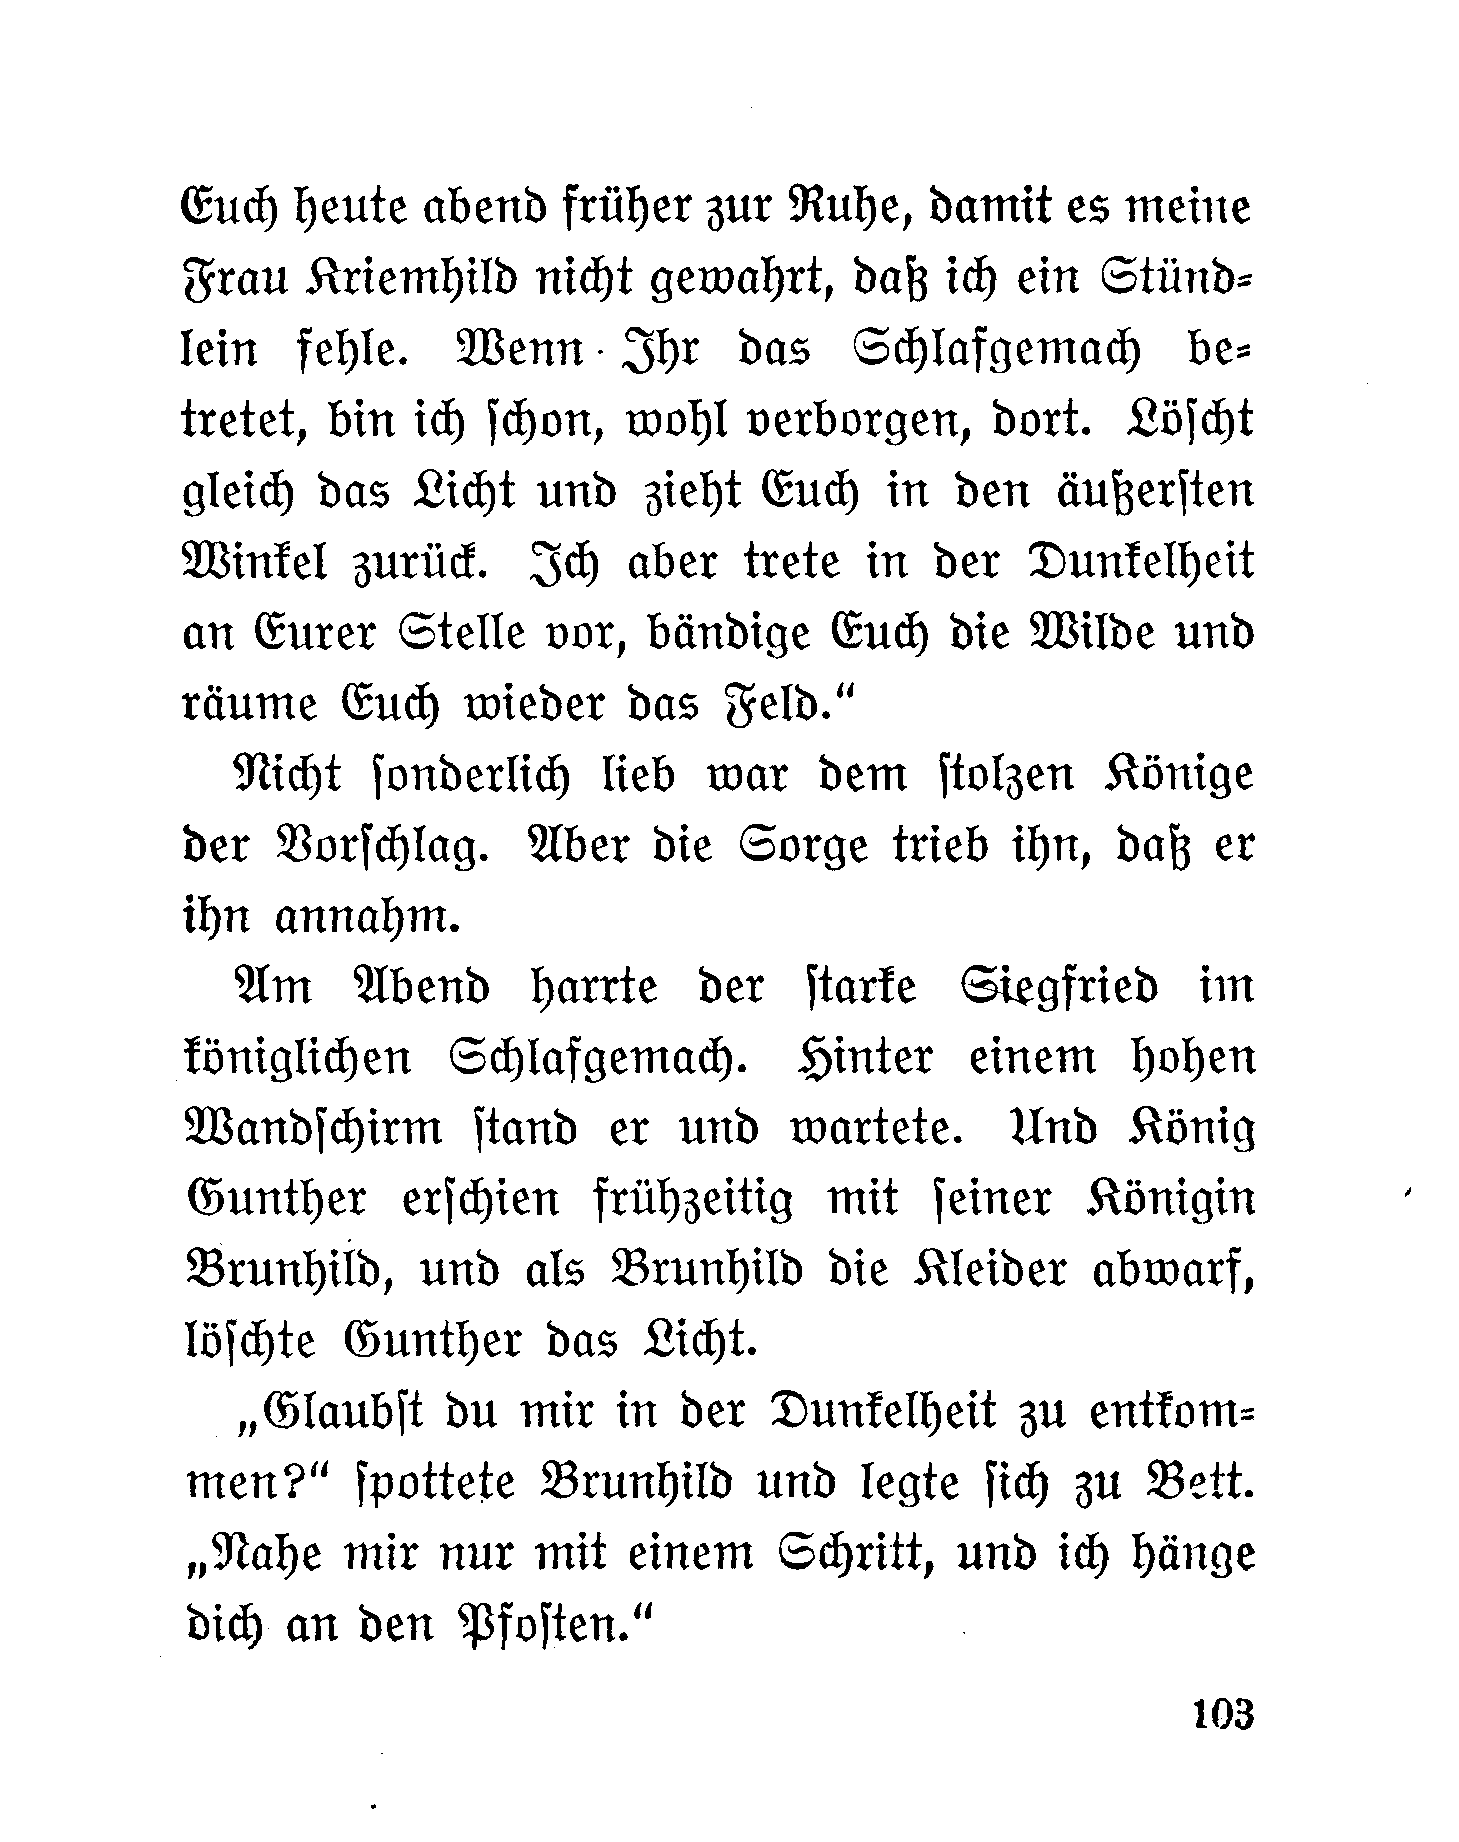 Euch heute abend früher zur Ruhe, damit es meine
Frau Kriemhild nicht gewahrt, daß ich ein Stünd-
lein fehle. Wenn Ihr das Schlafgemach be-
tretet, bin ich ſchon, wohl verborgen, dort. Löſcht
gleich das Licht und zieht Euch in den äußerſten
Winkel zurück. Ich aber trete in der Dunkelheit
an Eurer Stelle vor, bändige Euch die Wilde und
räume Euch wieder das Feld.“
Nicht ſonderlich lieb war dem ſtolzen Könige
der Vorſchlag. Aber die Sorge trieb ihn, daß er
ihn annahm.
Am Abend harrte der ſtarke Siegfried im
königlichen Schlafgemach. Hinter einem hohen
Wandſchirm ſtand er und wartete. Und König
Gunther erſchien frühzeitig mit ſeiner Königin
Brunhild, und als Brunhild die Kleider abwarf,
löſchte Gunther das Licht.
„Glaubſt du mir in der Dunkelheit zu entkom-
men?“ ſpottete Brunhild und legte ſich zu Bett.
„Nahe mir nur mit einem Schritt, und ich hänge
dich an den Pfoſten.“
103